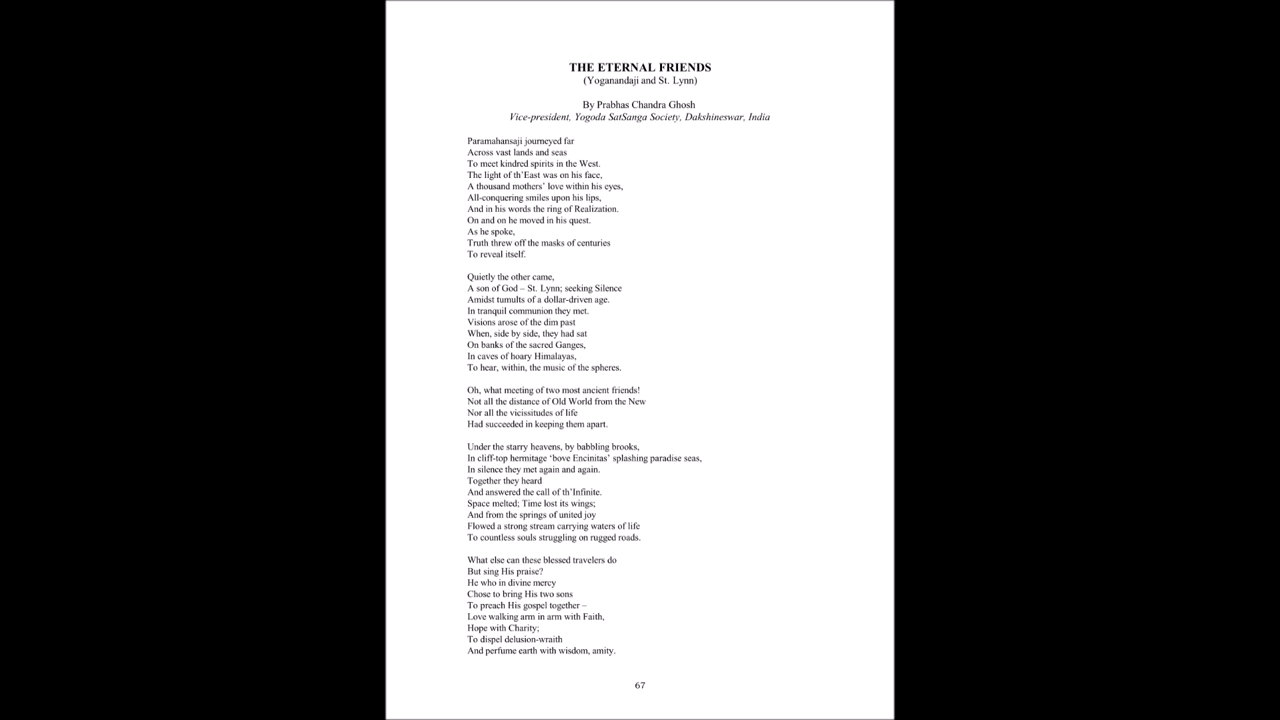 THE ETERNAL FRIENDS
(Yoganandaji and St. Lynn)
By Prabhas Chandra Ghosh
Vice-president, Yogoda SatSanga Society, Dakshineswar, India
Paramahansaji journeyed far
Across vast lands and seas
To meet kindred spirits in the West.
The light of th'East was on his face,
A thousand mothers' love within his eyes,
All-conquering smiles upon his lips,
And in his words the ring of Realization.
On and on he moved in his quest.
As he spoke,
Truth threw off the masks of centuries
To reveal itself.
Quietly the other came,
A son of God – St. Lynn; seeking Silence
Amidst tumults of a dollar-driven age.
In tranquil communion they met.
Visions arose of the dim past
When, side by side, they had sat
On banks of the sacred Ganges,
In caves of hoary Himalayas,
To hear, within, the music of the spheres.
Oh, what meeting of two most ancient friends!
Not all the distance of Old World from the New
Nor all the vicissitudes of life
Had succeeded in keeping them apart.
Under the starry heavens, by babbling brooks,
In cliff-top hermitage 'bove Encinitas' splashing paradise seas,
In silence they met again and again.
Together they heard
And answered the call of th'Infinite.
Space melted; Time lost its wings;
And from the springs of united joy
Flowed a strong stream carrying waters of life
To countless souls struggling on rugged roads.
What else can these blessed travelers do
But sing His praise?
He who in divine mercy
Chose to bring His two sons
To preach His gospel together –
Love walking arm in arm with Faith,
Hope with Charity;
To dispel delusion-wraith
And perfume earth with wisdom, amity.
67